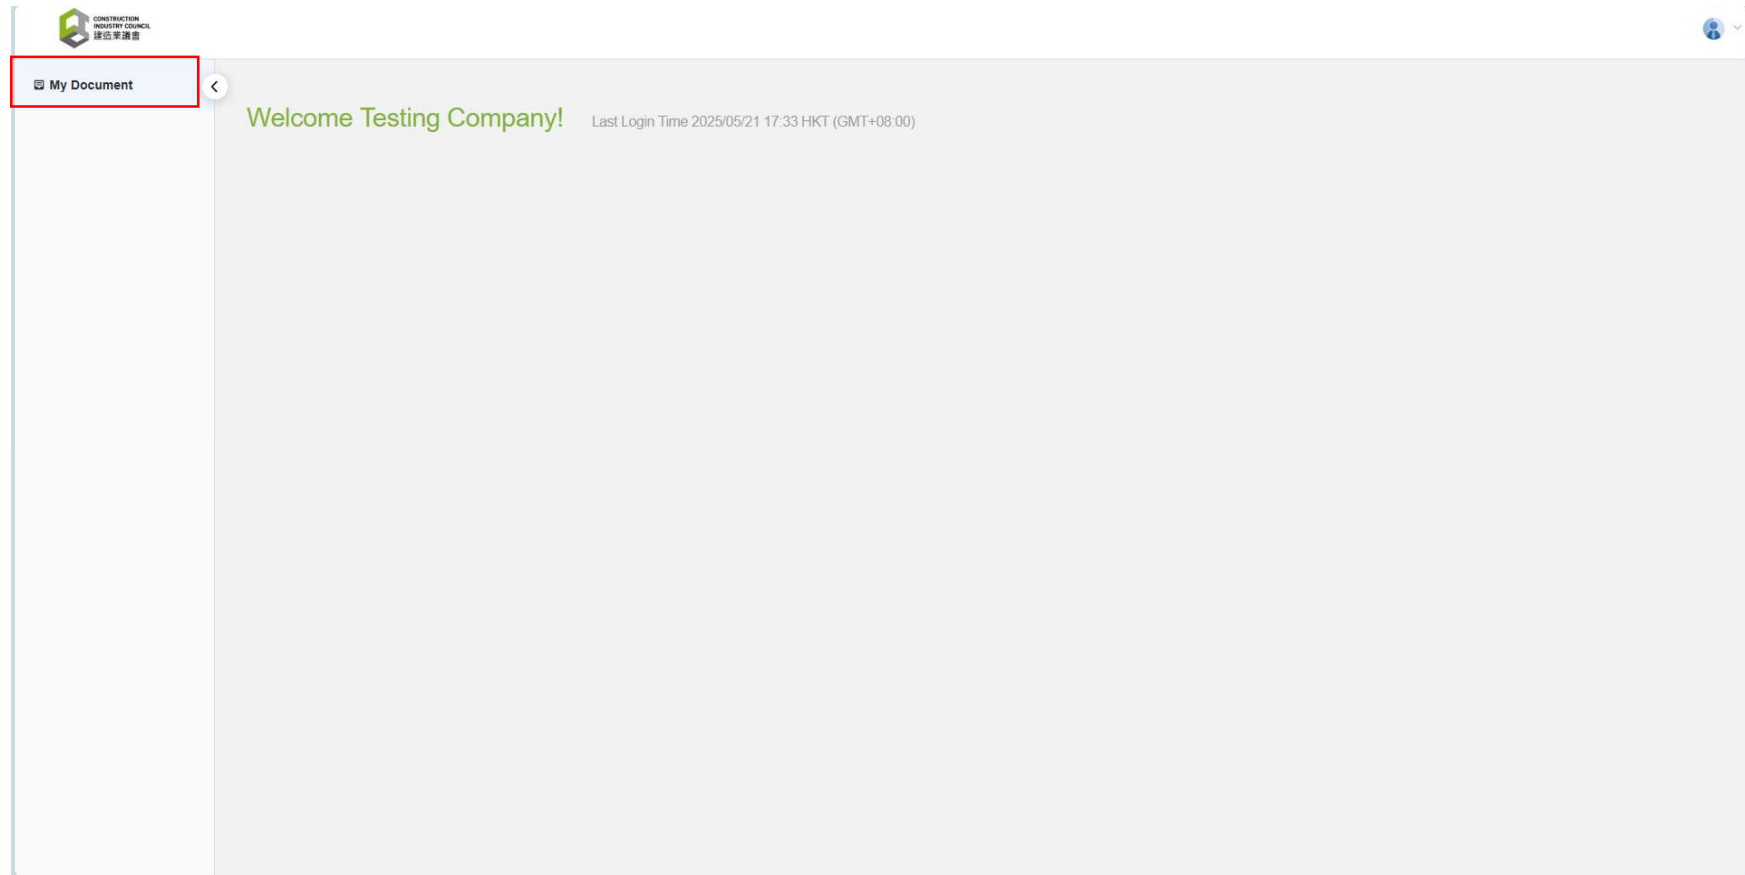 CONSTRUCTION
INDUSTRY COUNCIL
建造業議會
My Document
Welcome Testing Company! Last Login Time 2025/05/21 17:33 HKT (GMT+08:00)